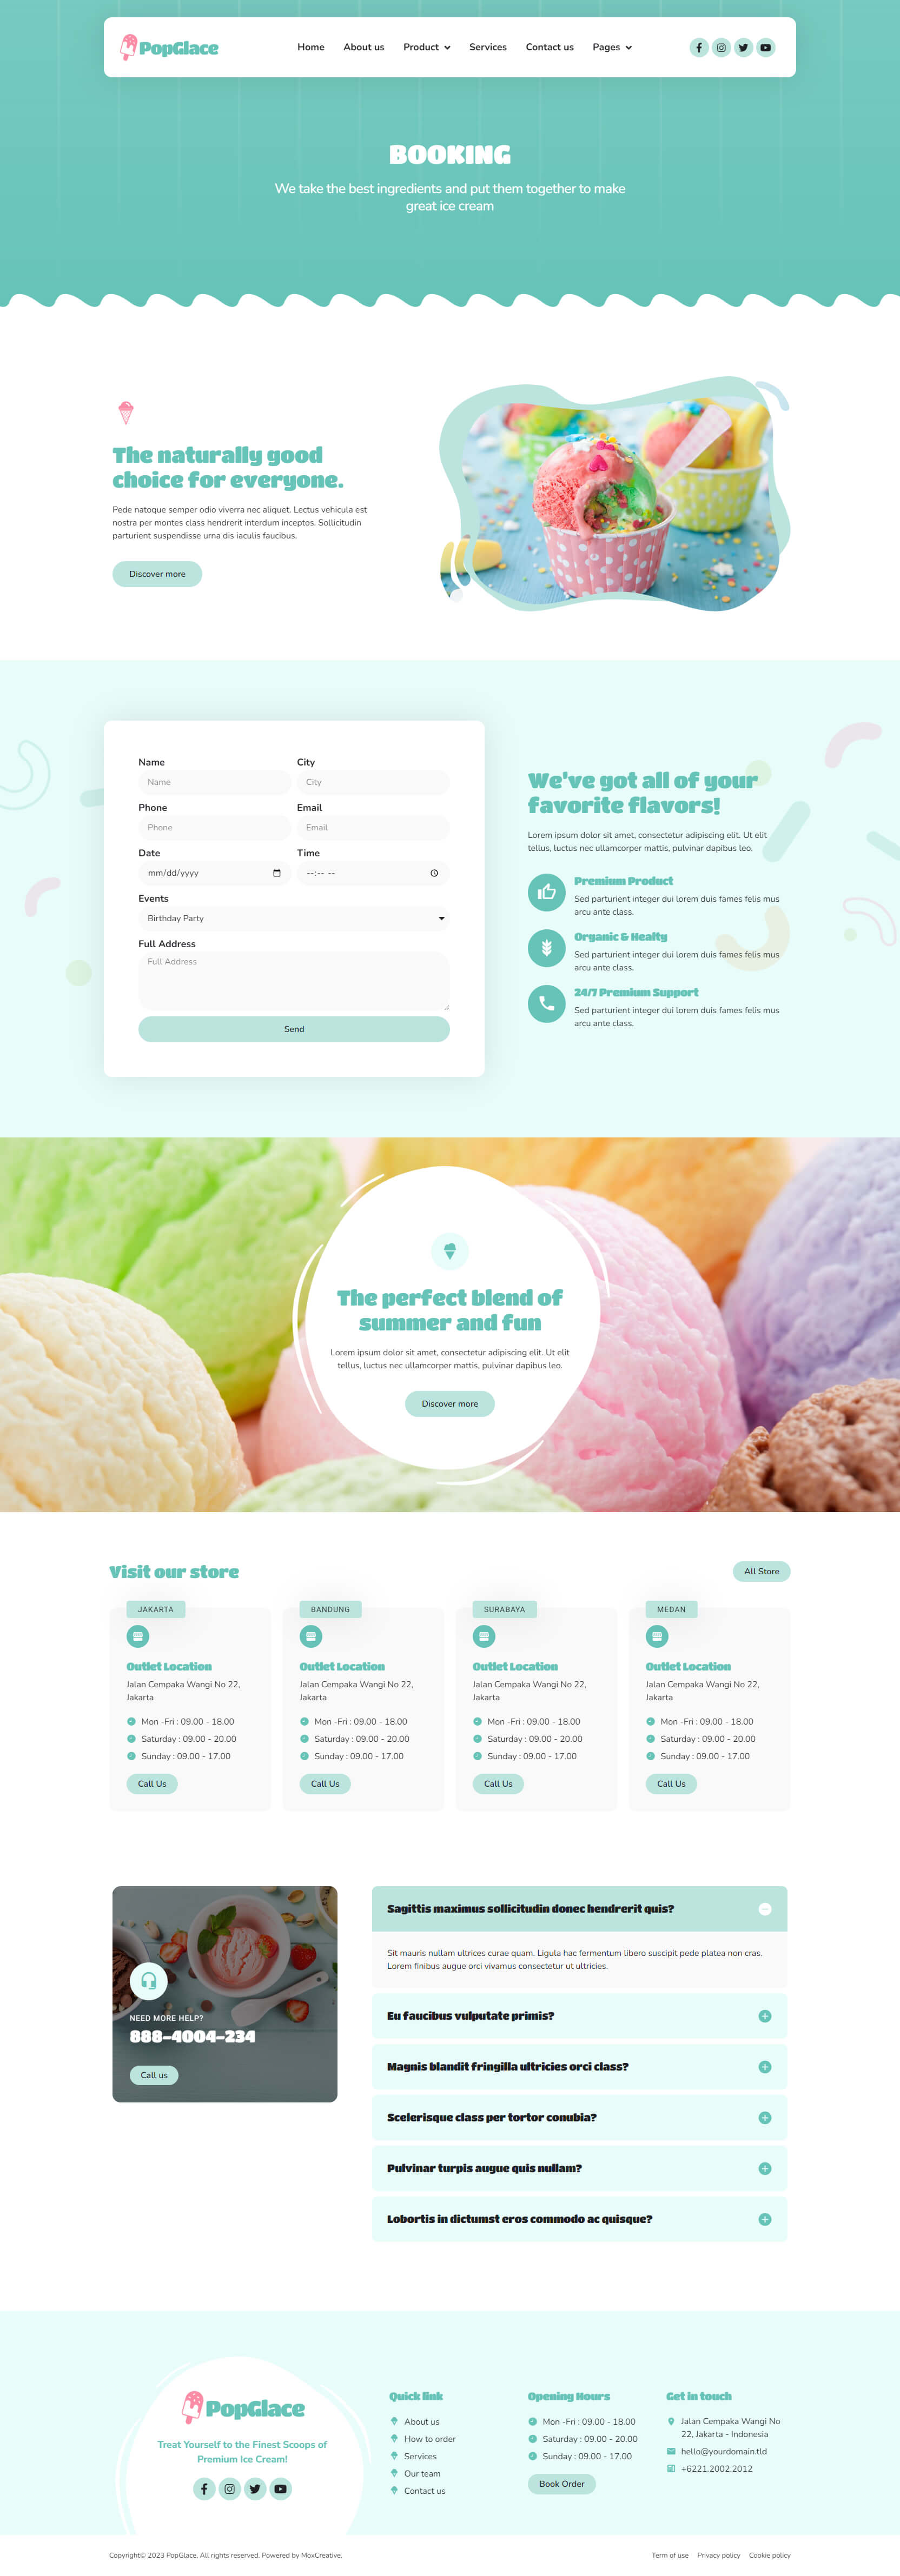 PopGlace
Home About us Product Services Contact us Pages
BOOKING
We take the best ingredients and put them together to make
great ice cream
The naturally good
choice for everyone.
Pede natoque semper odio viverra nec aliquet. Lectus vehicula est
nostra per montes class hendrerit interdum inceptos. Sollicitudin
parturient suspendisse urna dis iaculis faucibus.
Discover more
Name City
Name City
Phone Email
Phone Email
Date Time
mm/dd/yyyy --:-- --
Events
Birthday Party
Full Address
Full Address
Send
We've got all of your
favorite flavors!
Lorem ipsum dolor sit amet, consectetur adipiscing elit. Ut elit
tellus, luctus nec ullamcorper mattis, pulvinar dapibus leo.
Premium Product
Sed parturient integer dui lorem duis fames felis mus
arcu ante class.
Organic & Healty
Sed parturient integer dui lorem duis fames felis mus
arcu ante class.
24/7 Premium Support
Sed parturient integer dui lorem duis fames felis mus
arcu ante class.
The perfect blend of
summer and fun
Lorem ipsum dolor sit amet, consectetur adipiscing elit. Ut elit
tellus, luctus nec ullamcorper mattis, pulvinar dapibus leo.
Discover more
Visit our store
All Store
JAKARTA
Outlet Location
Jalan Cempaka Wangi No 22,
Jakarta
Mon -Fri : 09.00 - 18.00
Saturday : 09.00 - 20.00
Sunday : 09.00 - 17.00
Call Us
BANDUNG
Outlet Location
Jalan Cempaka Wangi No 22,
Jakarta
Mon -Fri : 09.00 - 18.00
Saturday : 09.00 - 20.00
Sunday : 09.00 - 17.00
Call Us
SURABAYA
Outlet Location
Jalan Cempaka Wangi No 22,
Jakarta
Mon -Fri : 09.00 - 18.00
Saturday : 09.00 - 20.00
Sunday : 09.00 - 17.00
Call Us
MEDAN
Outlet Location
Jalan Cempaka Wangi No 22,
Jakarta
Mon -Fri : 09.00 - 18.00
Saturday : 09.00 - 20.00
Sunday : 09.00 - 17.00
Call Us
NEED MORE HELP?
888-4004-234
Call us
Sagittis maximus sollicitudin donec hendrerit quis?
Sit mauris nullam ultrices curae quam. Ligula hac fermentum libero suscipit pede platea non cras.
Lorem finibus augue orci vivamus consectetur ut ultricies.
Eu faucibus vulputate primis?
Magnis blandit fringilla ultricies orci class?
Scelerisque class per tortor conubia?
Pulvinar turpis augue quis nullam?
Lobortis in dictumst eros commodo ac quisque?
PopGlace
Treat Yourself to the Finest Scoops of
Premium Ice Cream!
Quick link
About us
How to order
Services
Our team
Contact us
Opening Hours
Mon -Fri : 09.00 - 18.00
Saturday : 09.00 - 20.00
Sunday : 09.00 - 17.00
Book Order
Get in touch
Jalan Cempaka Wangi No
22, Jakarta - Indonesia
hello@yourdomain.tld
+6221.2002.2012
Copyright© 2023 PopGlace, All rights reserved. Powered by MoxCreative.
Term of use Privacy policy Cookie policy